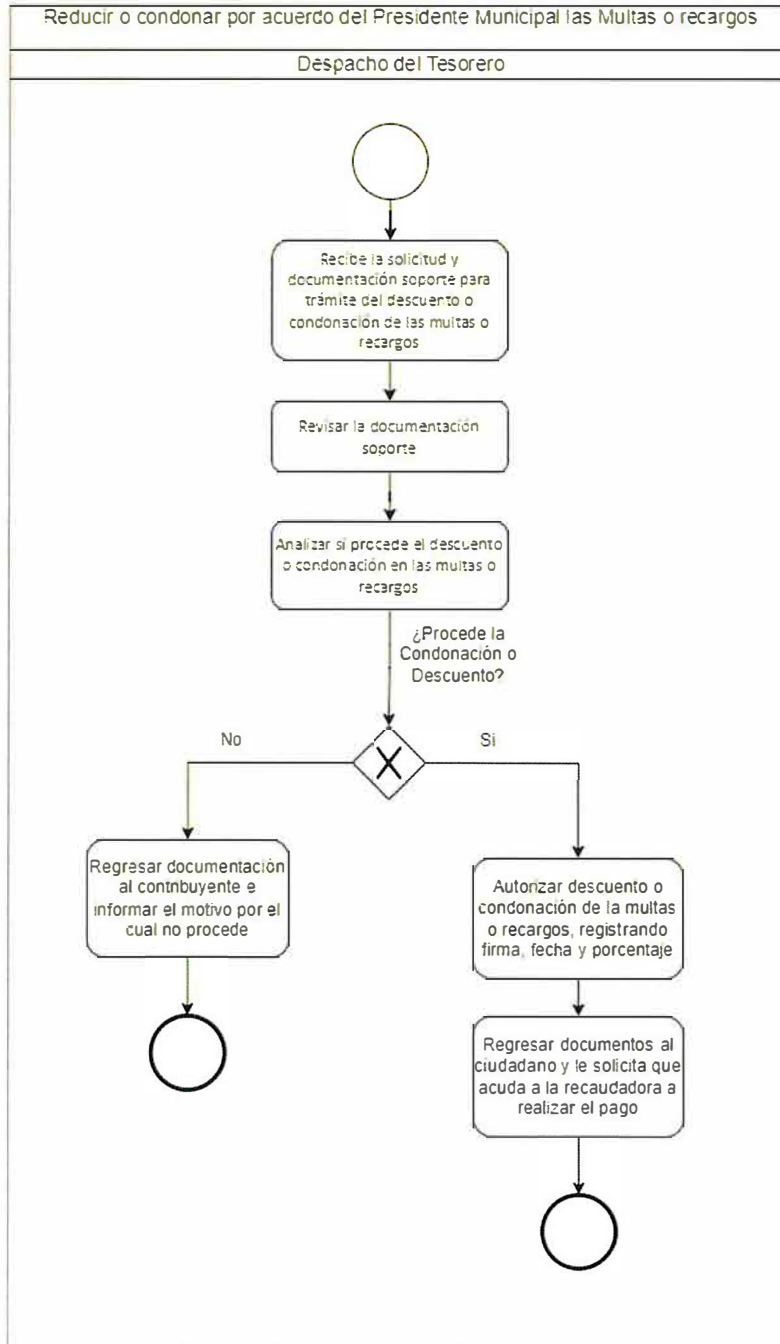 Reducir o condonar por acuerdo del Presidente Municipal las Multas o recargos
Despacho del Tesorero
Recibe la solicitud y
documentación soporte para
trámite del descuento o
condonación de las multas o
recargos
Revisar la documentación
soporte
Analizar si procede el descuento
o condonación en las multas o
recargos
¿Procede la
Condonación o
Descuento?
No
Si
Regresar documentación
al contribuyente e
informar el motivo por el
cual no procede
Autorizar descuento o
condonación de la multas
o recargos, registrando
firma, fecha y porcentaje
Regresar documentos al
ciudadano y le solicita que
acuda a la recaudadora a
realizar el pago